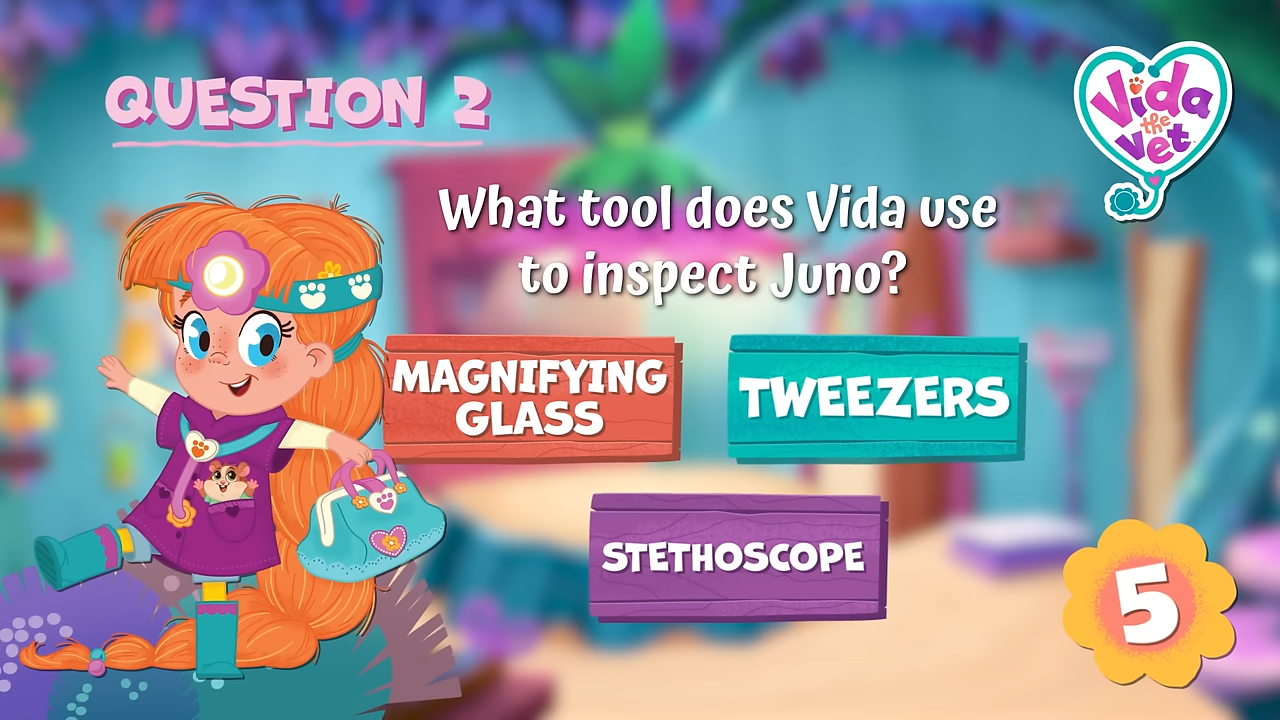 QUESTION 2
Vida
the
Vet
What tool does Vida use
to inspect Juno?
MAGNIFYING
GLASS
TWEEZERS
STETHOSCOPE
5